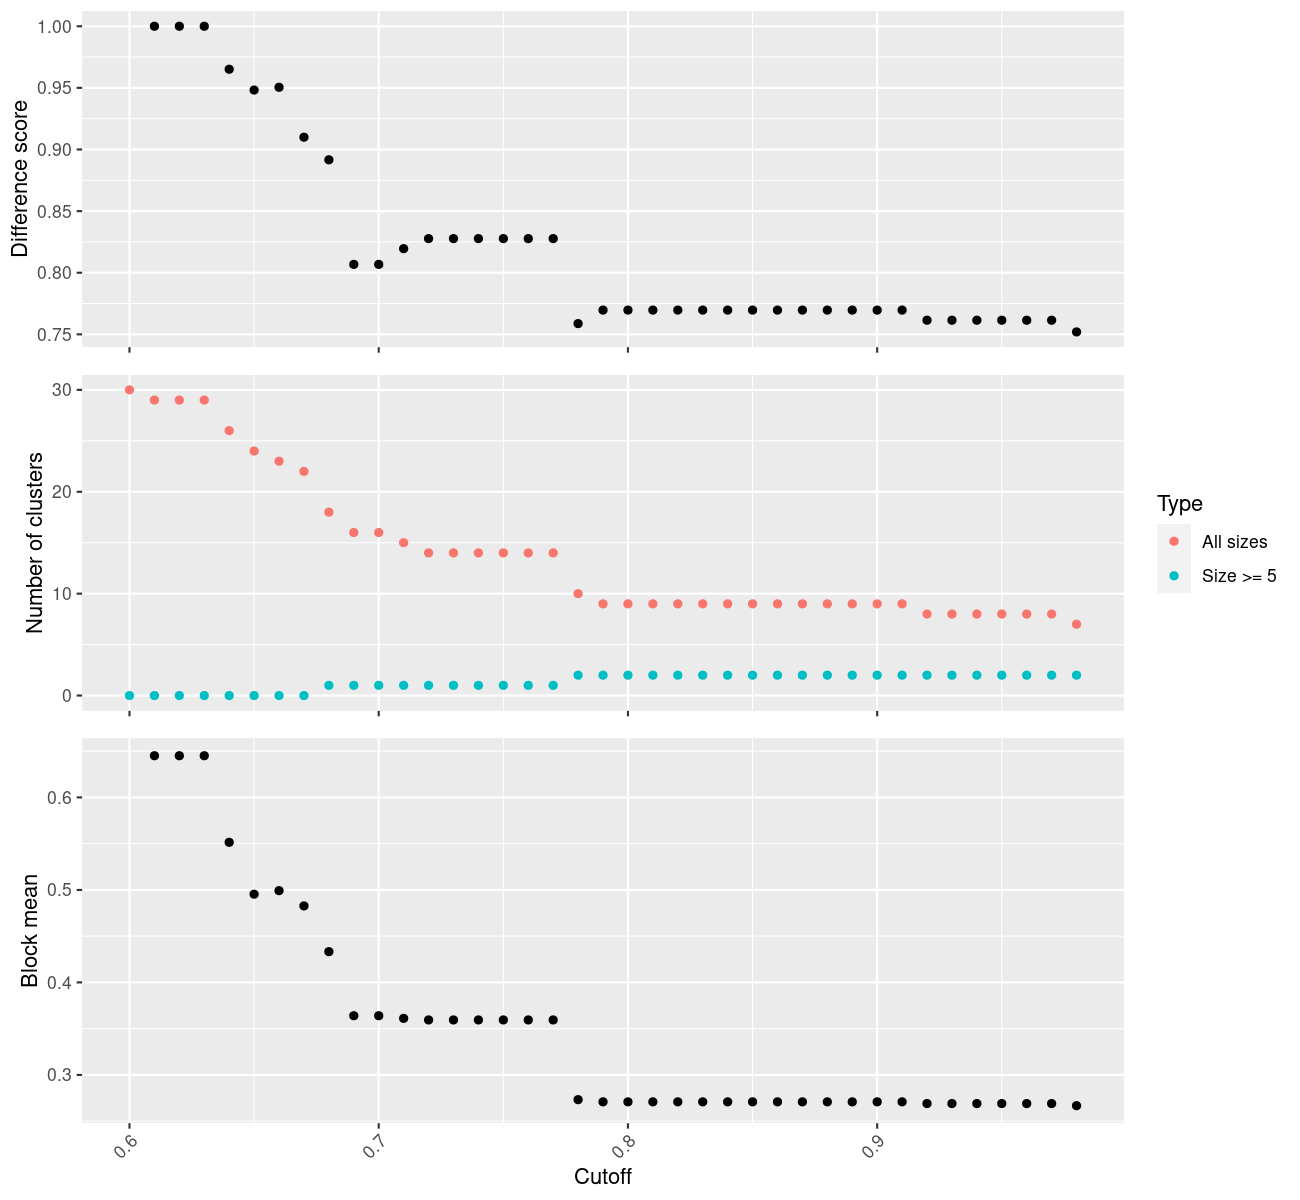 Difference score
1.00
0.95
0.90
0.85
0.80
0.75
Number of clusters
30
20
10
0
Type
All sizes
Size >= 5
Block mean
0.6
0.5
0.4
0.3
0.6 0.7 0.8 0.9
Cutoff